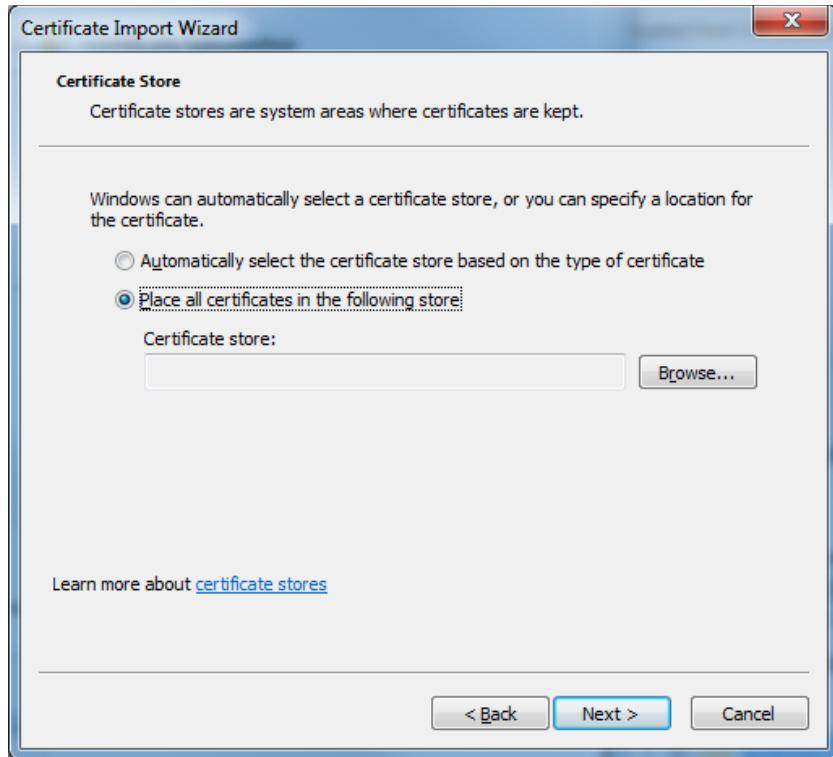 Certificate Import Wizard
Certificate Store
Certificate stores are system areas where certificates are kept.
Windows can automatically select a certificate store, or you can specify a location for
the certificate.
Automatically select the certificate store based on the type of certificate
Place all certificates in the following store
Certificate store:
Browse...
Learn more about certificate stores
< Back
Next >
Cancel